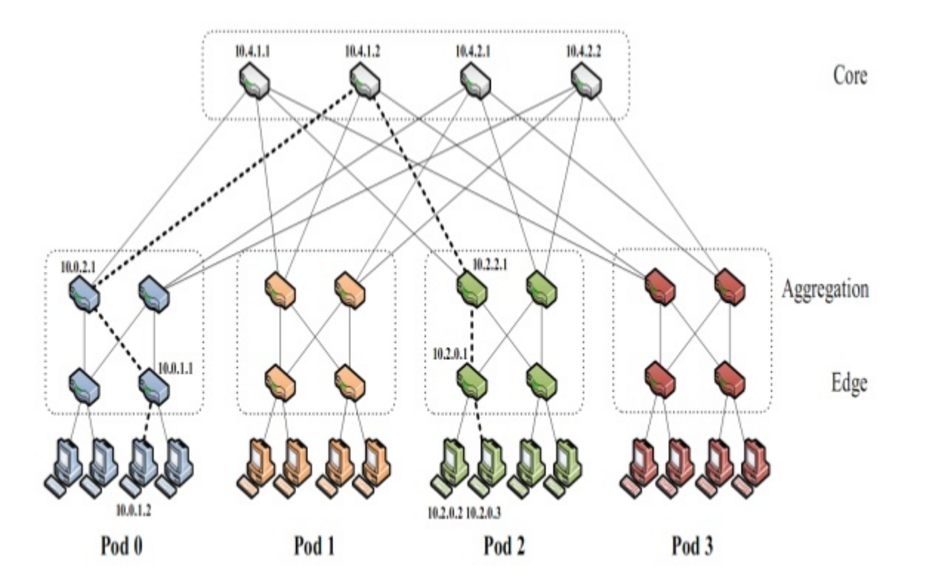 10.4.1.1 10.4.1.2 10.4.2.1 10.4.2.2
Core
10.0.2.1 10.2.2.1
Aggregation
10.2.0.1
10.0.1.1
Edge
10.0.1.2 10.2.0.2 10.2.0.3
Pod 0 Pod 1 Pod 2 Pod 3